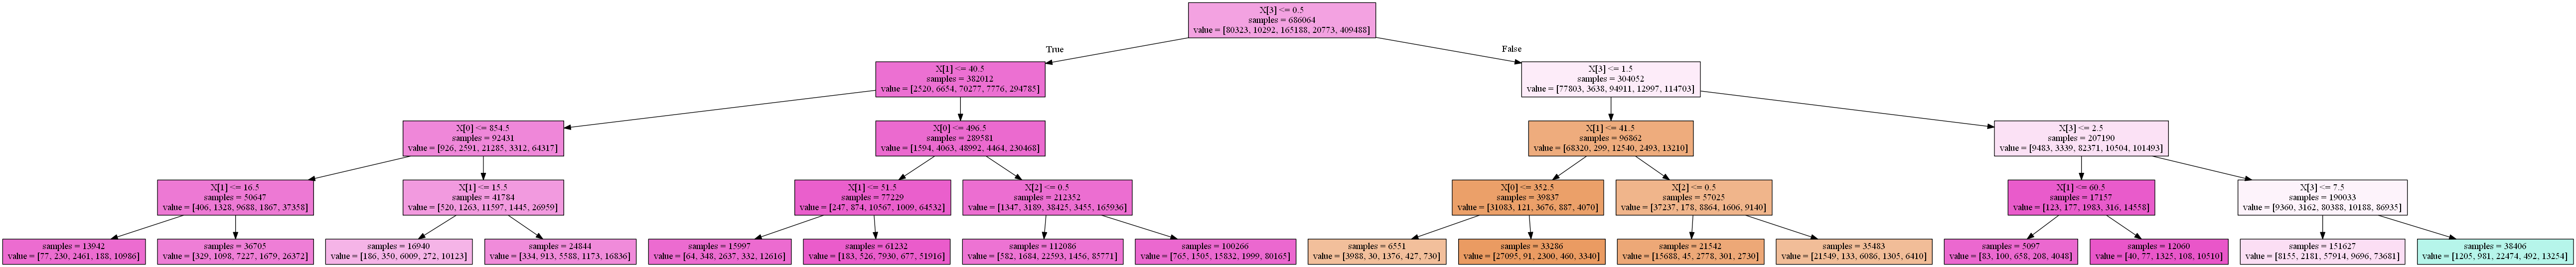 X[3] <= 0.5
samples = 686064
value = [80323, 10292, 165188, 20773, 409488]
True
False
X[1] <= 40.5
samples = 382012
value = [2520, 6654, 70277, 7776, 294785]
X[3] <= 1.5
samples = 304052
value = [77803, 3638, 94911, 12997, 114703]
X[0] <= 854.5
samples = 92431
value = [926, 2591, 21285, 3312, 64317]
X[0] <= 496.5
samples = 289581
value = [1594, 4063, 48992, 4464, 230468]
X[1] <= 41.5
samples = 96862
value = [68320, 299, 12540, 2493, 13210]
X[3] <= 2.5
samples = 207190
value = [9483, 3339, 82371, 10504, 101493]
X[1] <= 16.5
samples = 50647
value = [406, 1328, 9688, 1867, 37358]
X[1] <= 15.5
samples = 41784
value = [520, 1263, 11597, 1445, 26959]
X[1] <= 51.5
samples = 77229
value = [247, 874, 10567, 1009, 64532]
X[2] <= 0.5
samples = 212352
value = [1347, 3189, 38425, 3455, 165936]
X[0] <= 352.5
samples = 39837
value = [31083, 121, 3676, 887, 4070]
X[2] <= 0.5
samples = 57025
value = [37237, 178, 8864, 1606, 9140]
X[1] <= 60.5
samples = 17157
value = [123, 177, 1983, 316, 14558]
X[3] <= 7.5
samples = 190033
value = [9360, 3162, 80388, 10188, 86935]
samples = 13942
value = [77, 230, 2461, 188, 10986]
samples = 36705
value = [329, 1098, 7227, 1679, 26372]
samples = 16940
value = [186, 350, 6009, 272, 10123]
samples = 24844
value = [334, 913, 5588, 1173, 16836]
samples = 15997
value = [64, 348, 2637, 332, 12616]
samples = 61232
value = [183, 526, 7930, 677, 51916]
samples = 112086
value = [582, 1684, 22593, 1456, 85771]
samples = 100266
value = [765, 1505, 15832, 1999, 80165]
samples = 6551
value = [3988, 30, 1376, 427, 730]
samples = 33286
value = [27095, 91, 2300, 460, 3340]
samples = 21542
value = [15688, 45, 2778, 301, 2730]
samples = 35483
value = [21549, 133, 6086, 1305, 6410]
samples = 5097
value = [83, 100, 658, 208, 4048]
samples = 12060
value = [40, 77, 1325, 108, 10510]
samples = 151627
value = [8155, 2181, 57914, 9696, 73681]
samples = 38406
value = [1205, 981, 22474, 492, 13254]